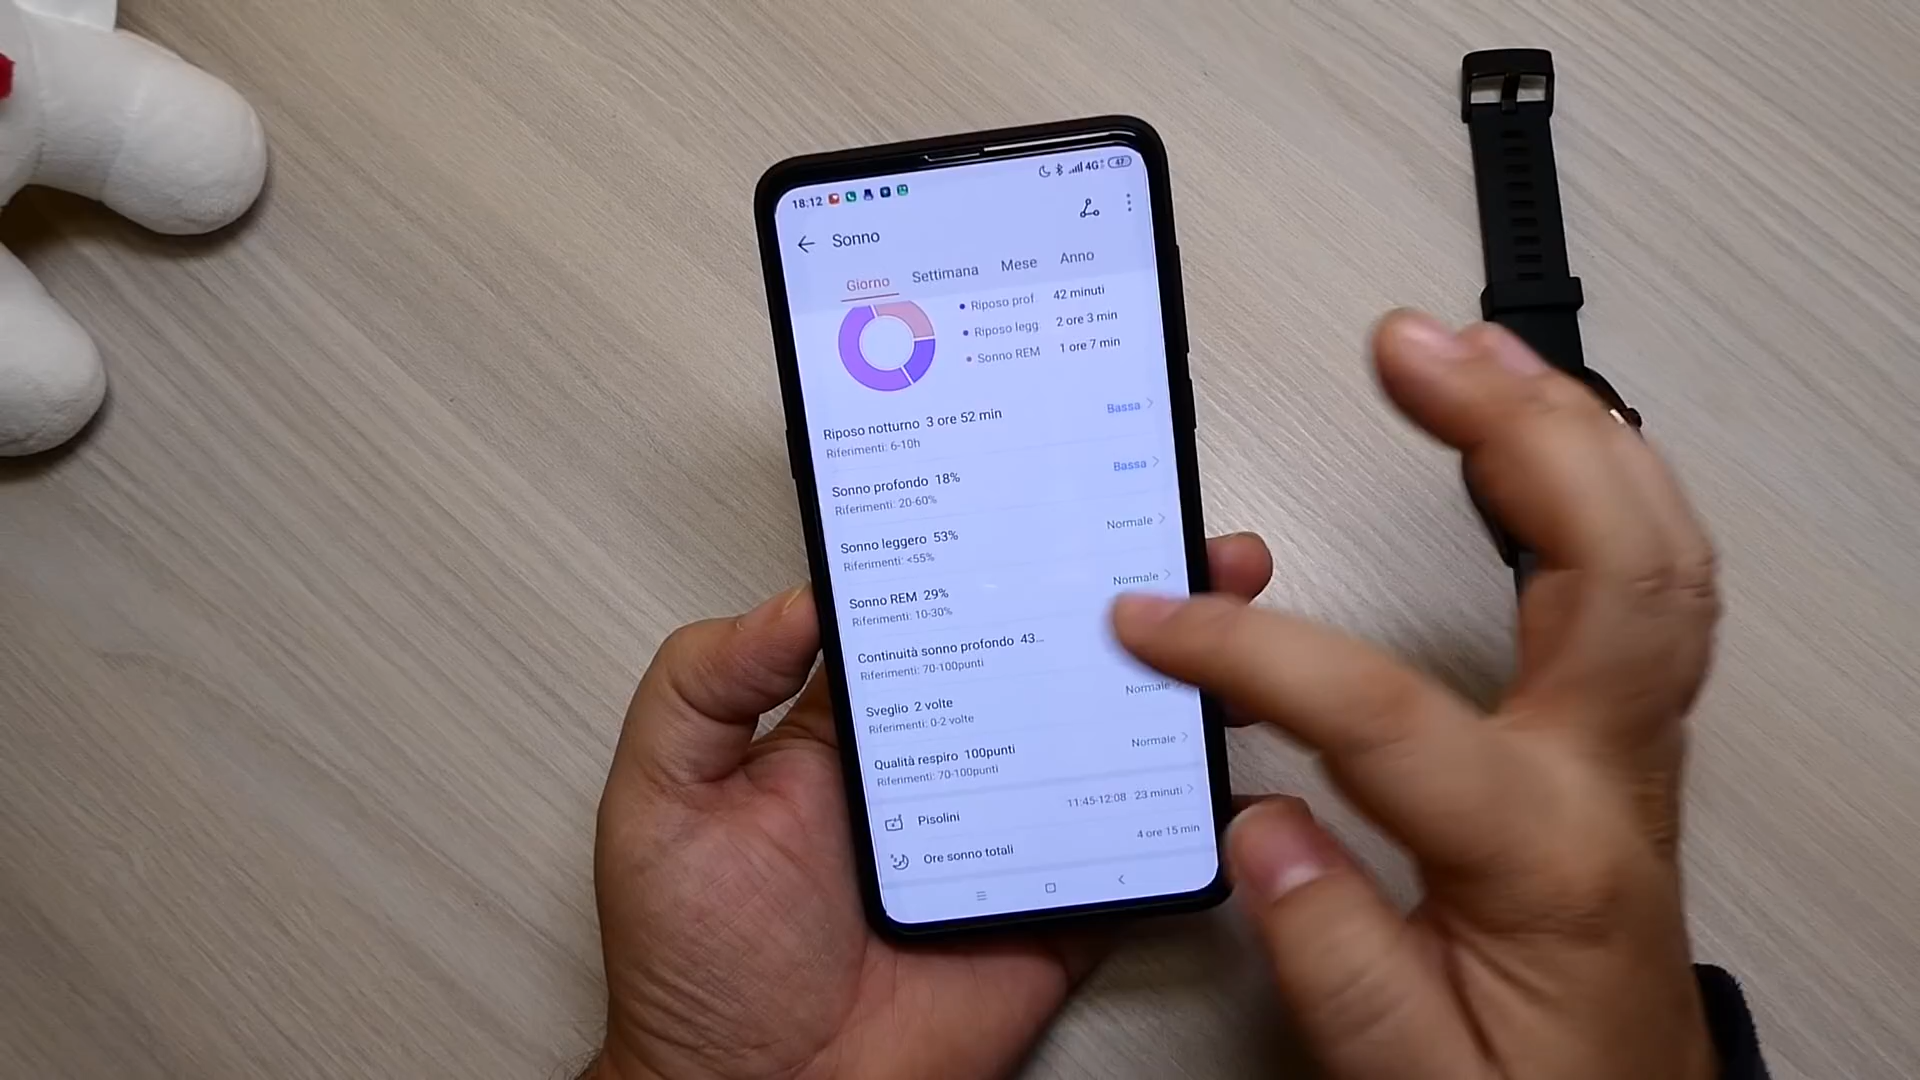 18:12
4G
47
Sonno
Giorno Settimana Mese Anno
Riposo prof. 42 minuti
Riposo legg. 2 ore 3 min
Sonno REM 1 ore 7 min
Riposo notturno 3 ore 52 min Bassa
Riferimenti: 6-10h
Sonno profondo 18% Bassa
Riferimenti: 20-60%
Sonno leggero 53% Normale
Riferimenti: <55%
Sonno REM 29% Normale
Riferimenti: 10-30%
Continuità sonno profondo 43...
Riferimenti: 70-100punti
Sveglio 2 volte Normale
Riferimenti: 0-2 volte
Qualità respiro 100punti Normale
Riferimenti: 70-100punti
Pisolini 11:45-12:08 23 minuti
Ore sonno totali 4 ore 15 min